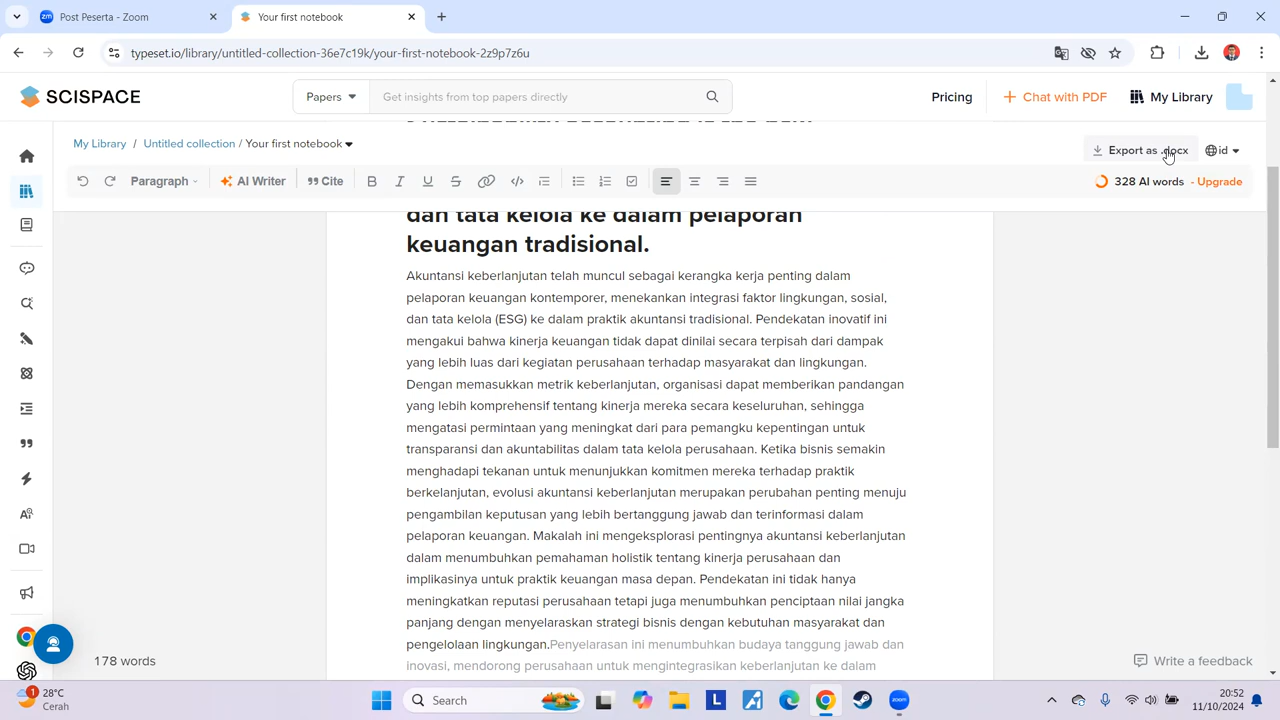 Post Peserta - Zoom
Your first notebook
typeset.io/library/untitled-collection-36e7c19k/your-first-notebook-2z9p7z6u
SCISPACE
Papers
Get insights from top papers directly
Pricing
Chat with PDF
My Library
My Library / Untitled collection / Your first notebook
Export as .docx
id
Paragraph
AI Writer
Cite
328 AI words - Upgrade
dan tata kelola ke dalam pelaporan
keuangan tradisional.
Akuntansi keberlanjutan telah muncul sebagai kerangka kerja penting dalam
pelaporan keuangan kontemporer, menekankan integrasi faktor lingkungan, sosial,
dan tata kelola (ESG) ke dalam praktik akuntansi tradisional. Pendekatan inovatif ini
mengakui bahwa kinerja keuangan tidak dapat dinilai secara terpisah dari dampak
yang lebih luas dari kegiatan perusahaan terhadap masyarakat dan lingkungan.
Dengan memasukkan metrik keberlanjutan, organisasi dapat memberikan pandangan
yang lebih komprehensif tentang kinerja mereka secara keseluruhan, sehingga
mengatasi permintaan yang meningkat dari para pemangku kepentingan untuk
transparansi dan akuntabilitas dalam tata kelola perusahaan. Ketika bisnis semakin
menghadapi tekanan untuk menunjukkan komitmen mereka terhadap praktik
berkelanjutan, evolusi akuntansi keberlanjutan merupakan perubahan penting menuju
pengambilan keputusan yang lebih bertanggung jawab dan terinformasi dalam
pelaporan keuangan. Makalah ini mengeksplorasi pentingnya akuntansi keberlanjutan
dalam menumbuhkan pemahaman holistik tentang kinerja perusahaan dan
implikasinya untuk praktik keuangan masa depan. Pendekatan ini tidak hanya
meningkatkan reputasi perusahaan tetapi juga menumbuhkan penciptaan nilai jangka
panjang dengan menyelaraskan strategi bisnis dengan kebutuhan masyarakat dan
pengelolaan lingkungan.Penyelarasan ini menumbuhkan budaya tanggung jawab dan
inovasi, mendorong perusahaan untuk mengintegrasikan keberlanjutan ke dalam
178 words
Write a feedback
28°C
Cerah
Search
20:52
11/10/2024